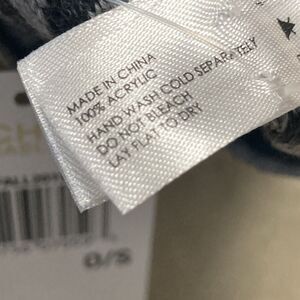 MADE IN CHINA
100% ACRYLIC
HAND WASH COLD SEPARATELY
DO NOT BLEACH
LAY FLAT TO DRY
O/S